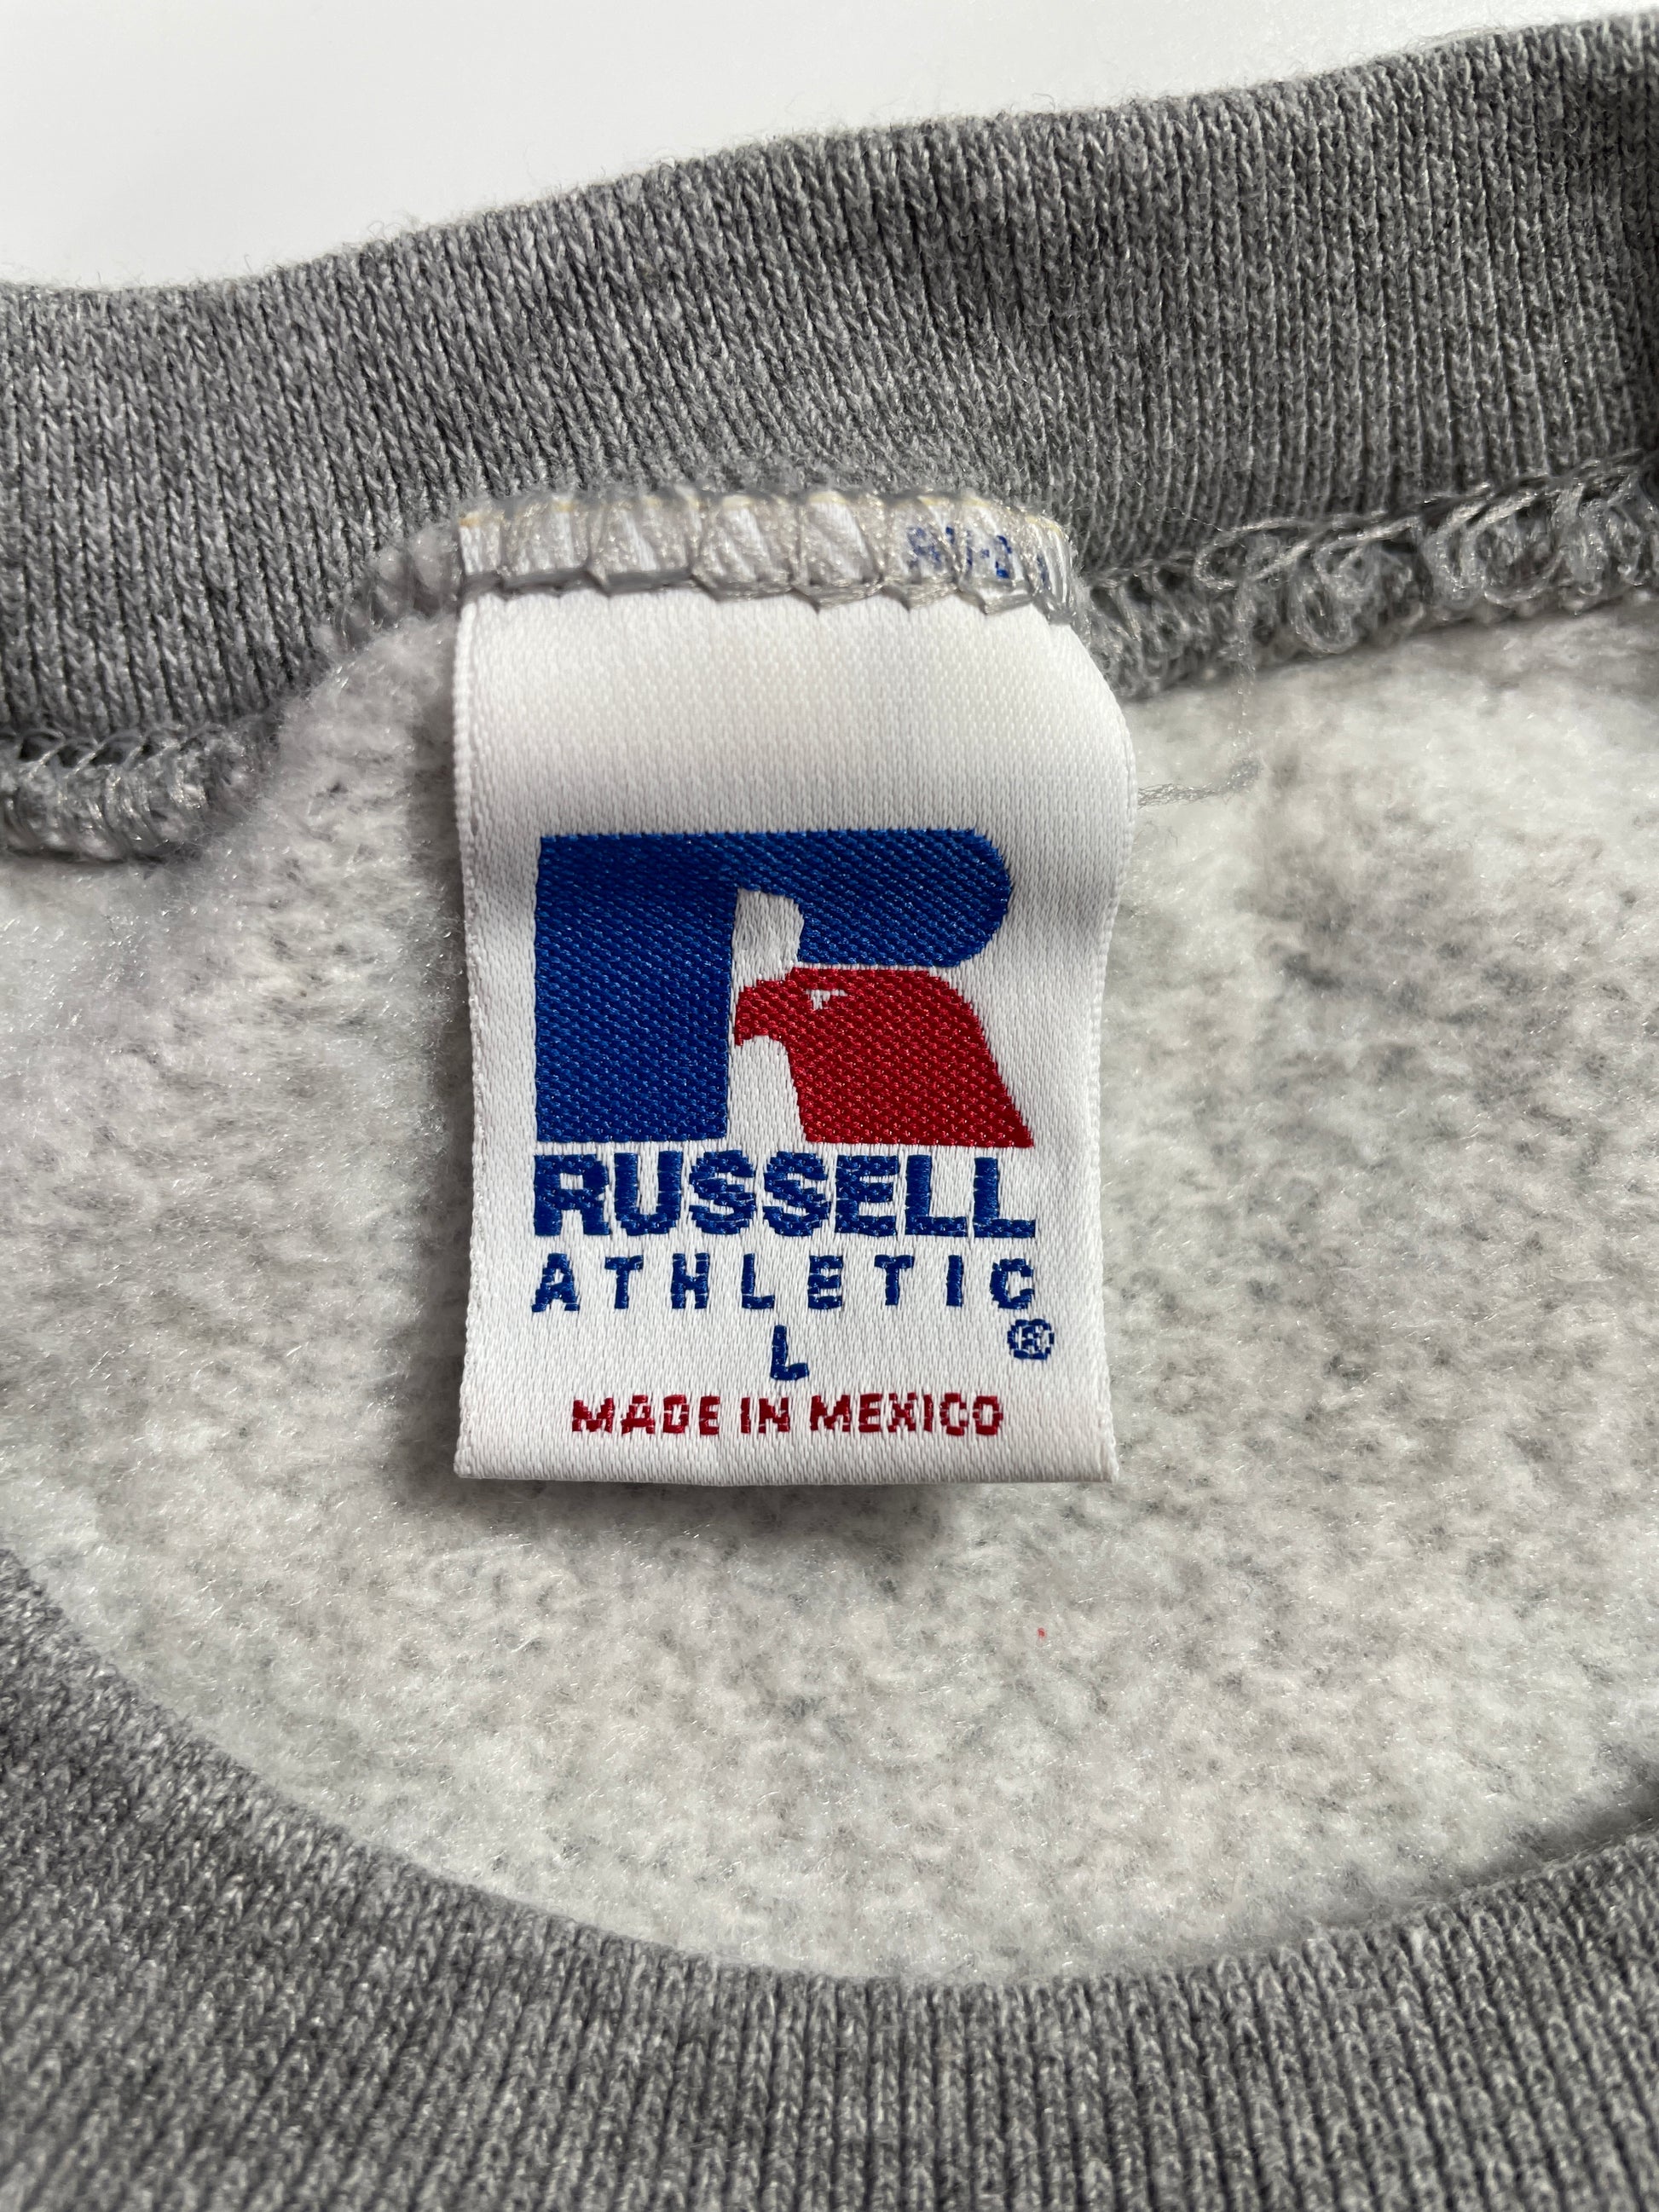 RUSSELL
ATHLETIC
®
L
MADE IN MEXICO